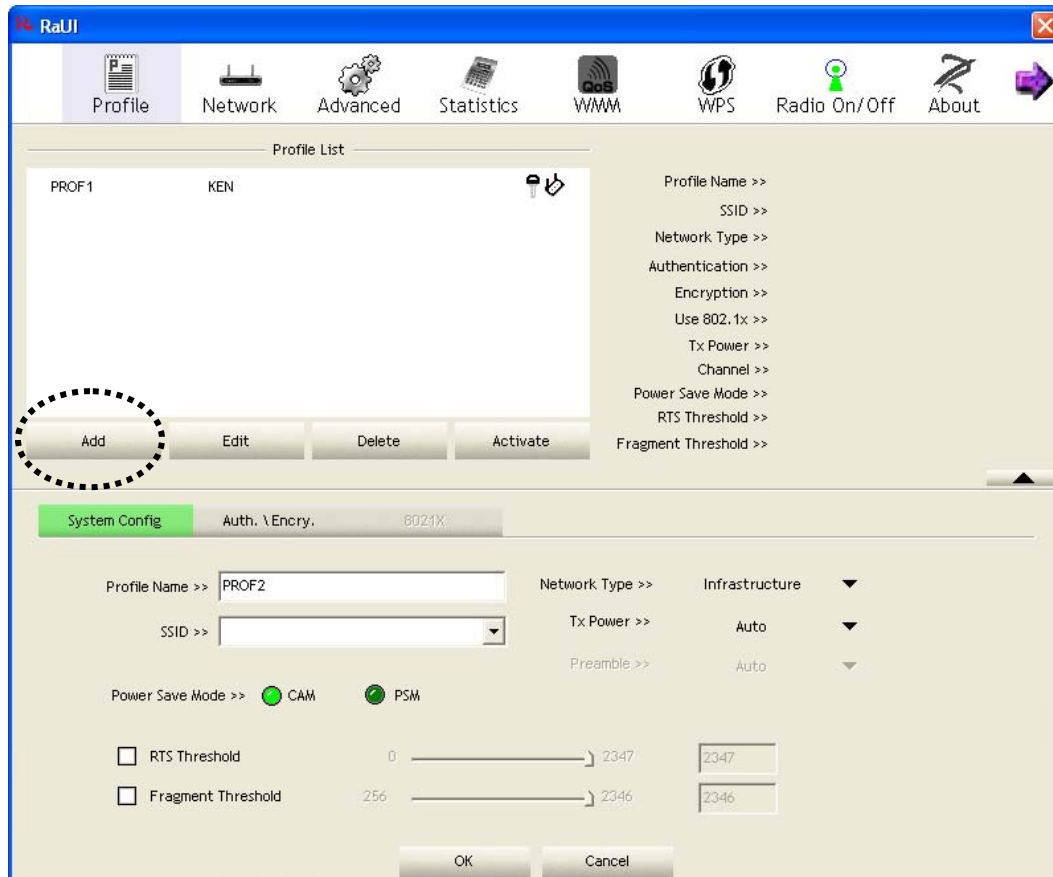 RaUI
Profile Network Advanced Statistics QoS WMM WPS Radio On/Off About
Profile List
PROF1 KEN
Profile Name >>
SSID >>
Network Type >>
Authentication >>
Encryption >>
Use 802.1x >>
Tx Power >>
Channel >>
Power Save Mode >>
RTS Threshold >>
Fragment Threshold >>
Add Edit Delete Activate
System Config Auth. \ Encry. 8021X
Profile Name >> PROF2 Network Type >> Infrastructure
SSID >> Tx Power >> Auto
Preamble >> Auto
Power Save Mode >> CAM PSM
RTS Threshold 0 2347 2347
Fragment Threshold 256 2346 2346
OK Cancel